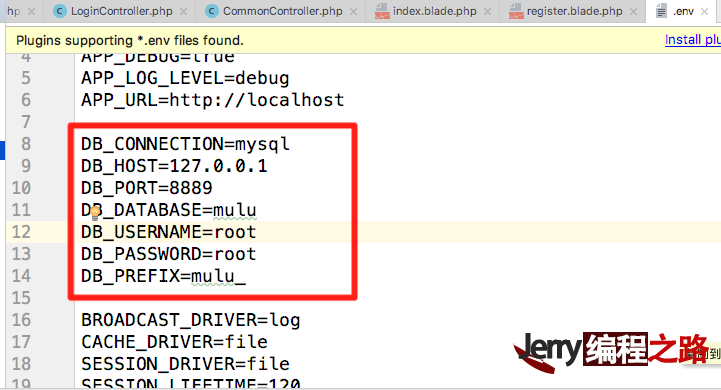 hp × LoginController.php × CommonController.php × index.blade.php × register.blade.php × .env ×
Plugins supporting *.env files found. Install plu
4 APP_DEBUG=true
5 APP_LOG_LEVEL=debug
6 APP_URL=http://localhost
7
8 DB_CONNECTION=mysql
9 DB_HOST=127.0.0.1
10 DB_PORT=8889
11 DB_DATABASE=mulu
12 DB_USERNAME=root
13 DB_PASSWORD=root
14 DB_PREFIX=mulu_
15
16 BROADCAST_DRIVER=log
17 CACHE_DRIVER=file
18 SESSION_DRIVER=file
19 SESSION_LIFETIME=120
Jerry编程之路